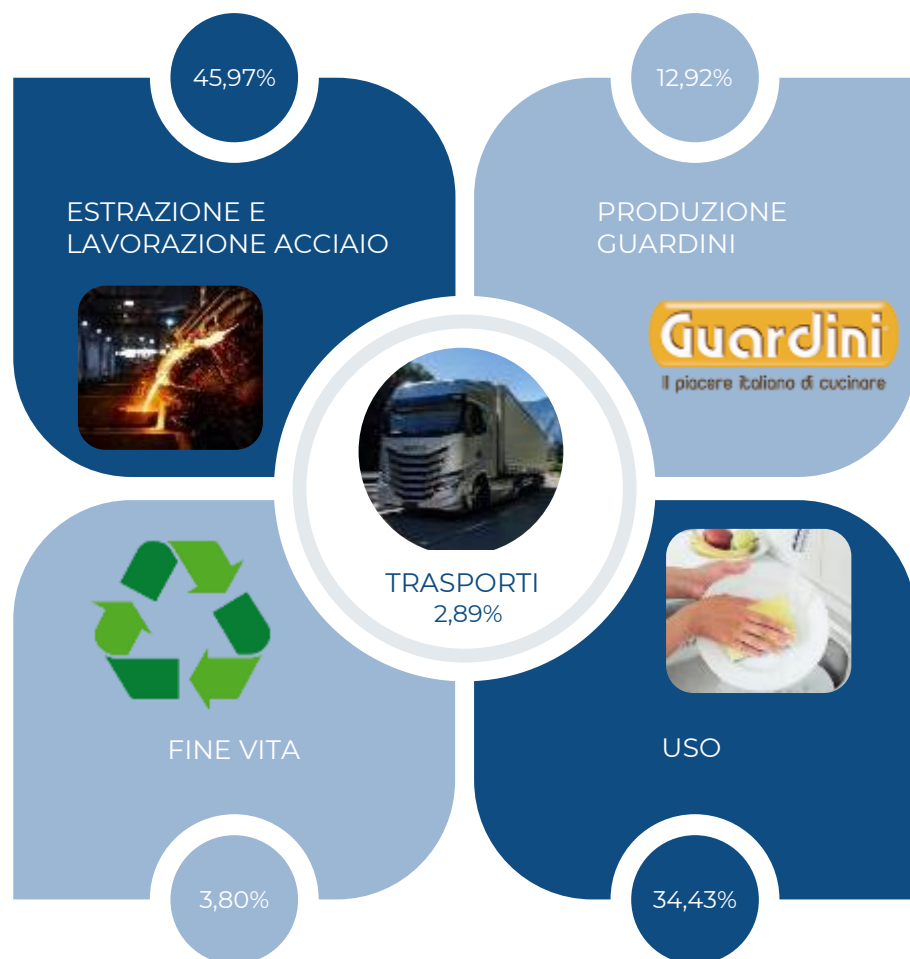 45,97%
12,92%
ESTRAZIONE E
LAVORAZIONE ACCIAIO
PRODUZIONE
GUARDINI
Guardini
Il piacere italiano di cucinare
TRASPORTI
2,89%
FINE VITA
USO
3,80%
34,43%